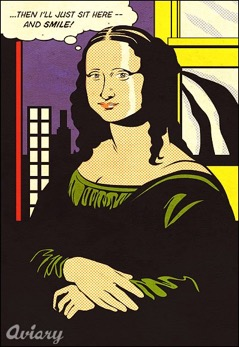 ...THEN I'LL JUST SIT HERE --
AND SMILE!
Aviary